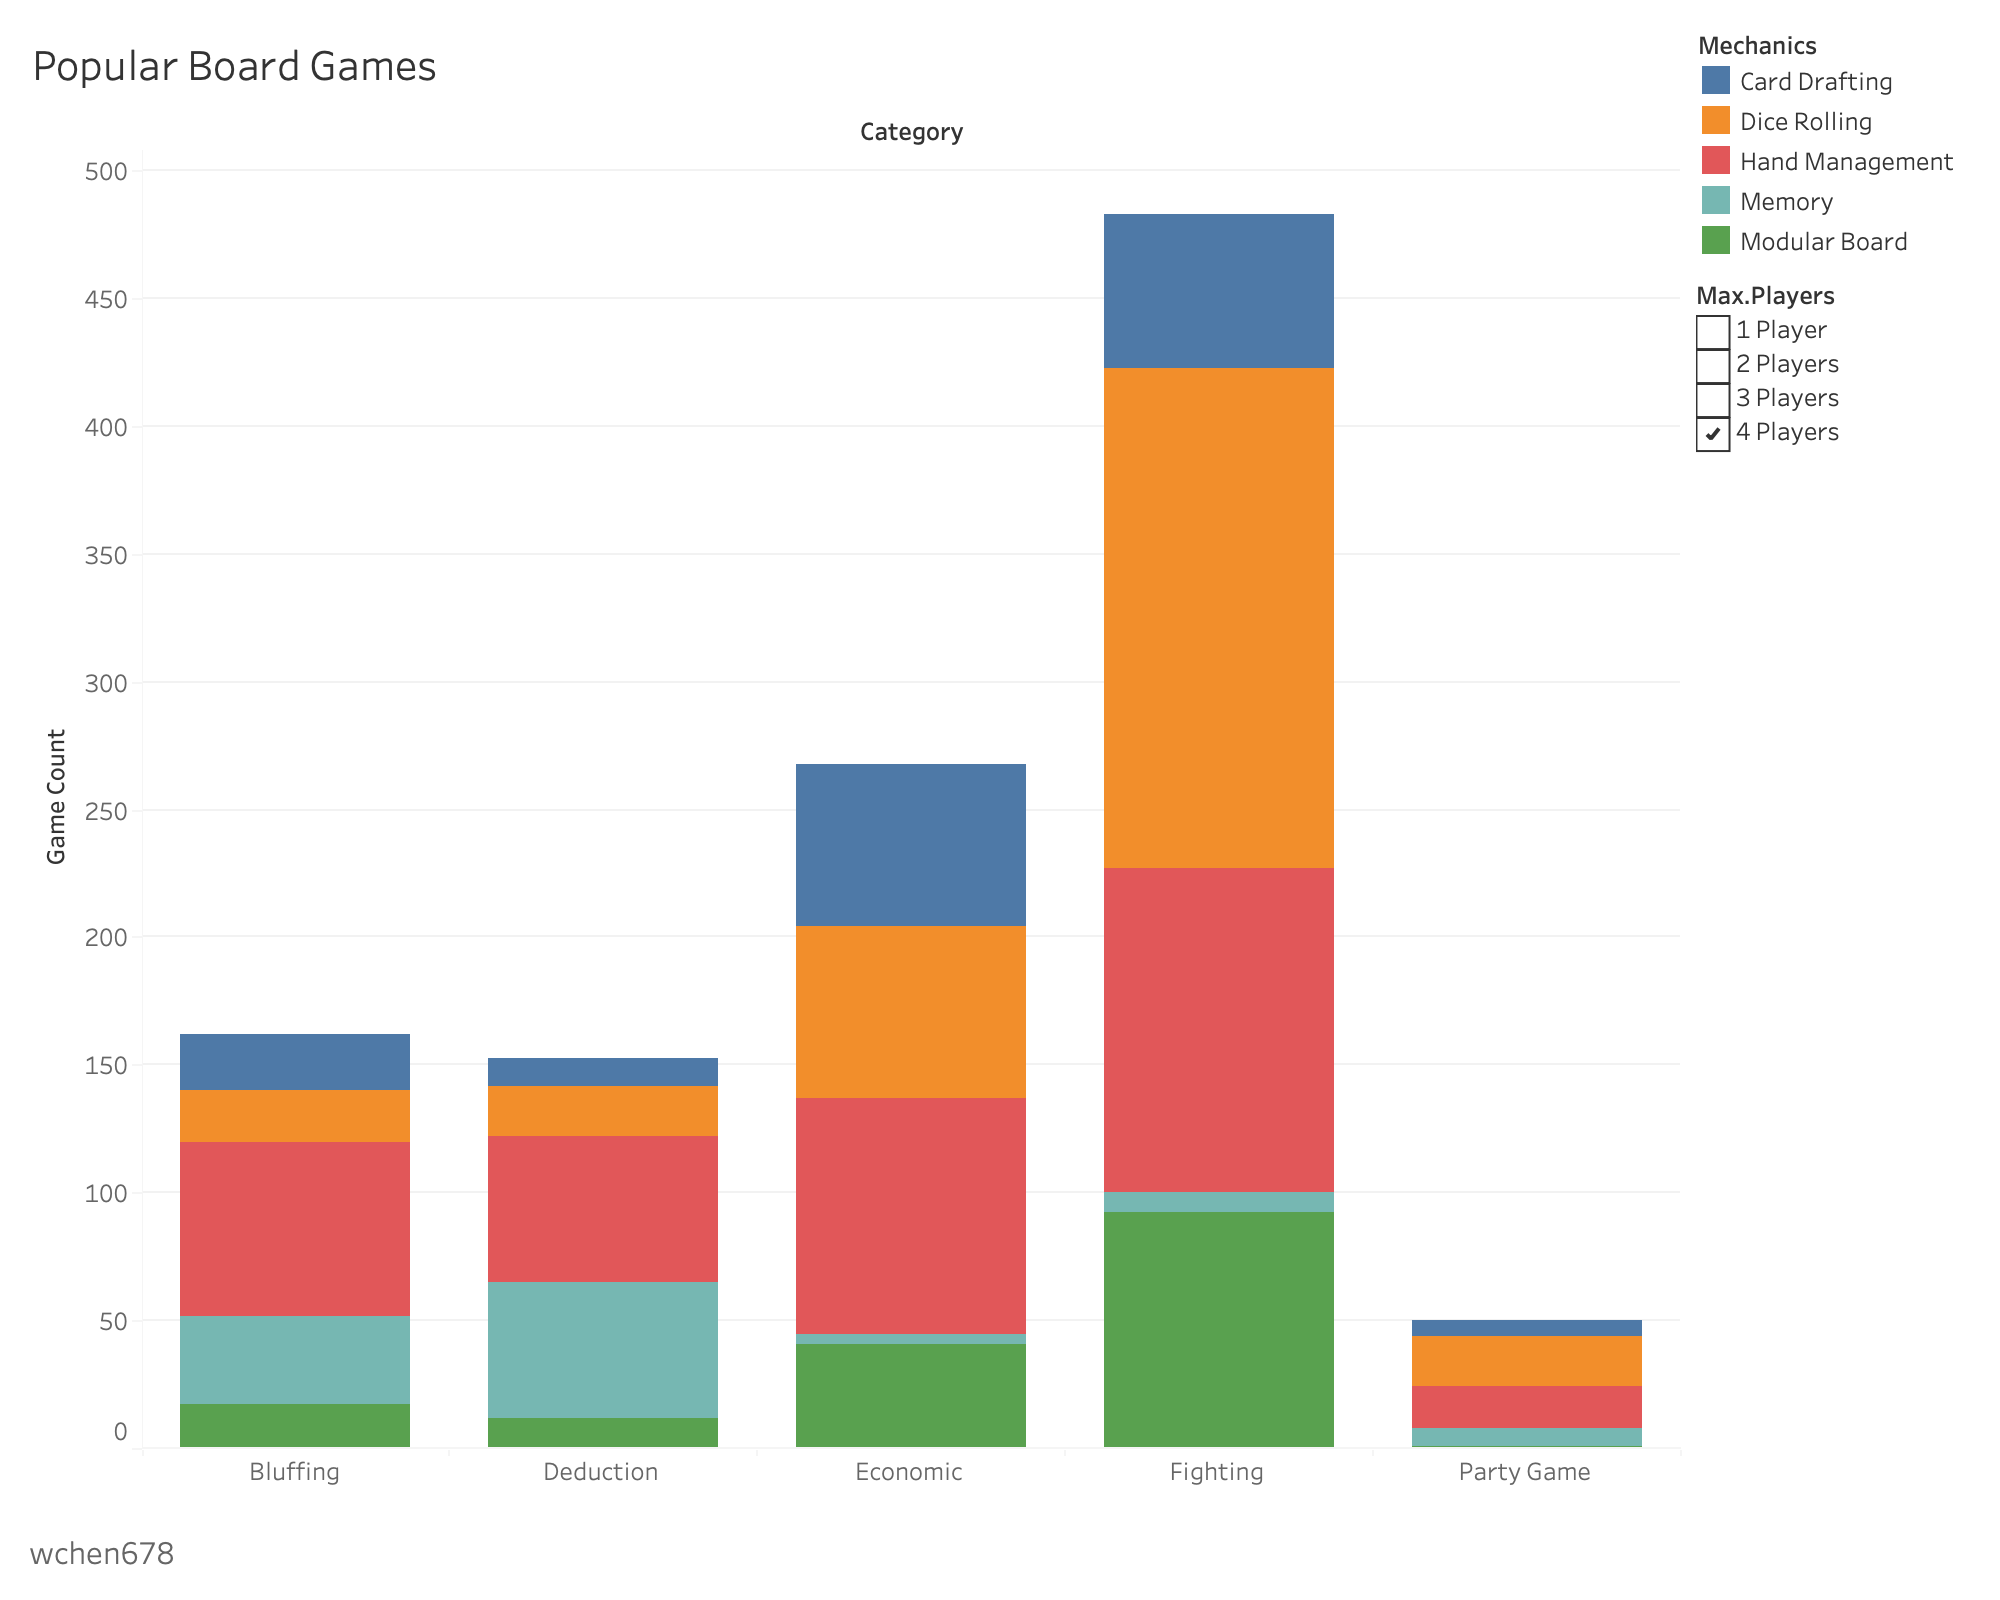 Popular Board Games
Category
500
450
400
350
300
250
200
150
100
50
0
Game Count
Bluffing
Deduction
Economic
Fighting
Party Game
Mechanics
Card Drafting
Dice Rolling
Hand Management
Memory
Modular Board
Max.Players
1 Player
2 Players
3 Players
4 Players
wchen678